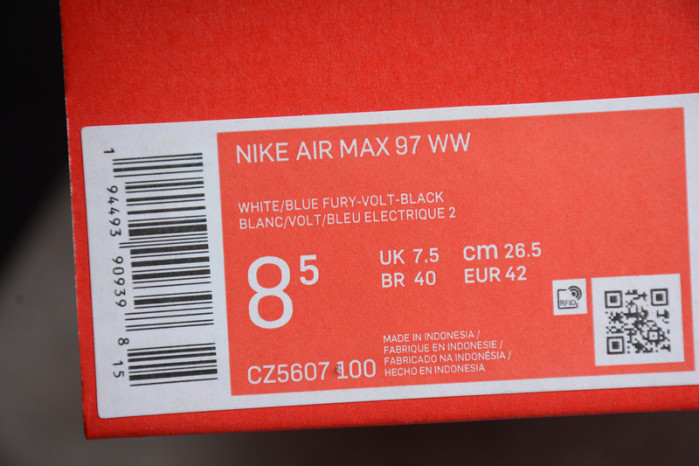 NIKE AIR MAX 97 WW
WHITE/BLUE FURY-VOLT-BLACK
BLANC/VOLT/BLEU ELECTRIQUE 2
8 5
UK 7.5 cm 26.5
BR 40 EUR 42
RFID
CZ5607 100
MADE IN INDONESIA /
FABRIQUE EN INDONESIE /
FABRICADO NA INDONÉSIA /
HECHO EN INDONESIA
1 94493 90939 8 15